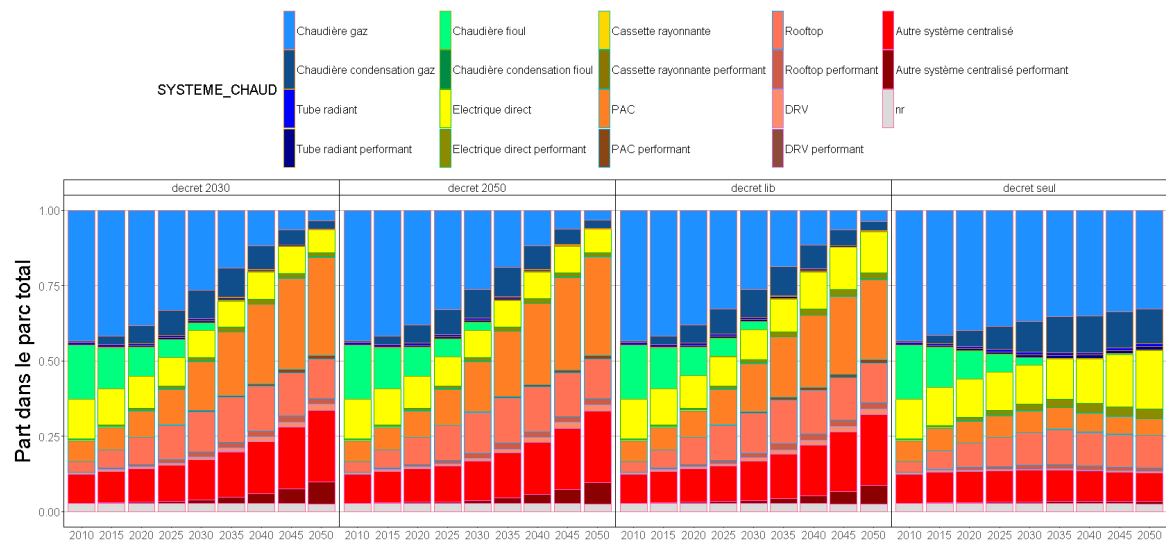 Chaudière gaz Chaudière fioul Cassette rayonnante Rooftop Autre système centralisé
Chaudière condensation gaz Chaudière condensation fioul Cassette rayonnante performant Rooftop performant Autre système centralisé performant
SYSTEME_CHAUD
Tube radiant Electrique direct PAC DRV nr
Tube radiant performant Electrique direct performant PAC performant DRV performant
decret 2030 decret 2050 decret lib decret seul
Part dans le parc total
1.00
0.75
0.50
0.25
0.00
2010 2015 2020 2025 2030 2035 2040 2045 2050 2010 2015 2020 2025 2030 2035 2040 2045 2050 2010 2015 2020 2025 2030 2035 2040 2045 2050 2010 2015 2020 2025 2030 2035 2040 2045 2050